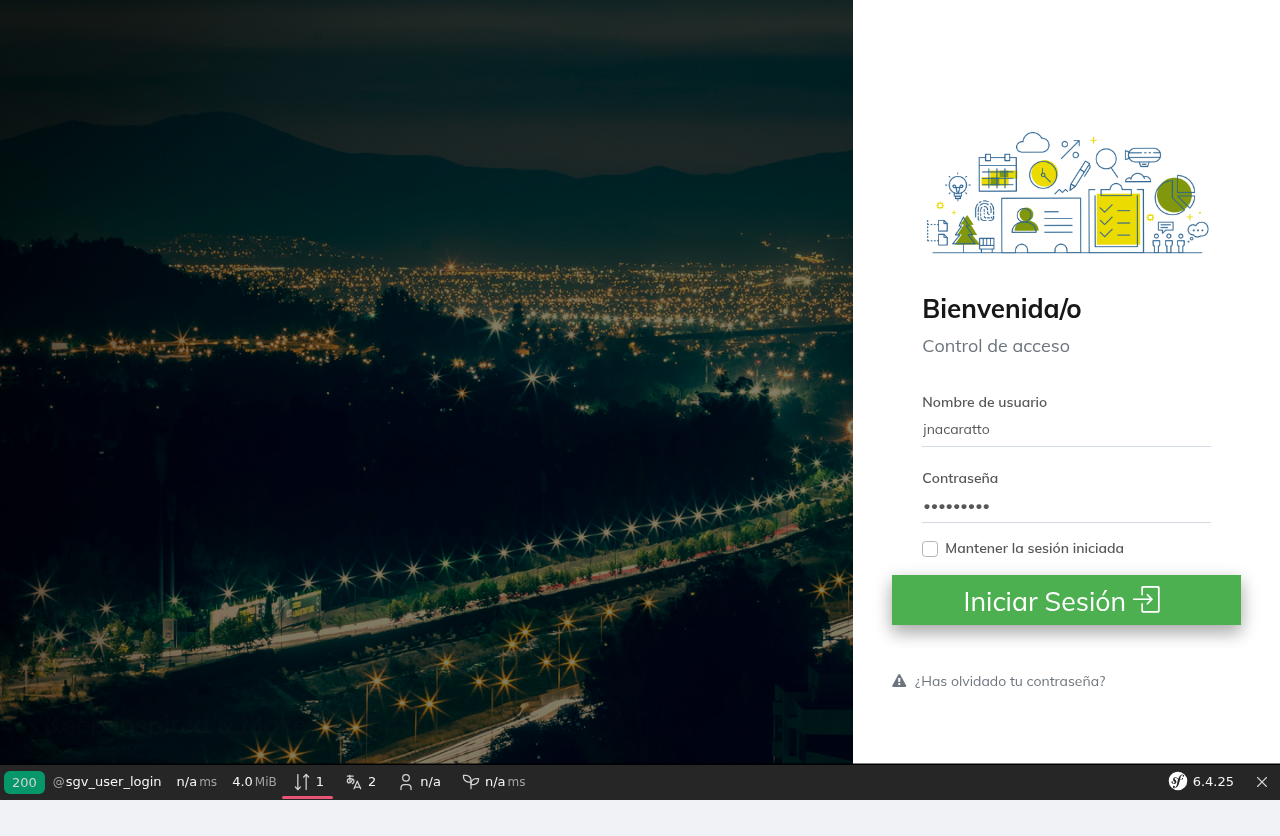 Bienvenida/o
Control de acceso
Nombre de usuario
jnacaratto
Contraseña
•••••••••
Mantener la sesión iniciada
Iniciar Sesión
¿Has olvidado tu contraseña?
200 @sgv_user_login n/a ms 4.0 MiB 1 2 n/a n/a ms 6.4.25